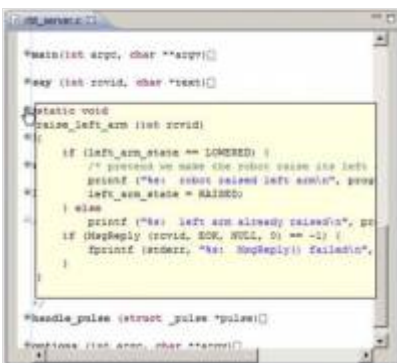 main(int argc, char **argv)
say (int rcvid, char *text)
static void
raise_left_arm (int rcvid)
{
if (left_arm_state == LOWERED) {
/* pretend we make the robot raise its left
printf ("%s: robot raised left arm\n", prog
left_arm_state = RAISED;
} else
printf ("%s: left arm already raised\n", pr
if (MsgReply (rcvid, EOK, NULL, 0) == -1) {
fprintf (stderr, "%s: MsgReply() failed\n",
}
}
*/
handle_pulse (struct _pulse *pulse)
options (int argc, char **argv)